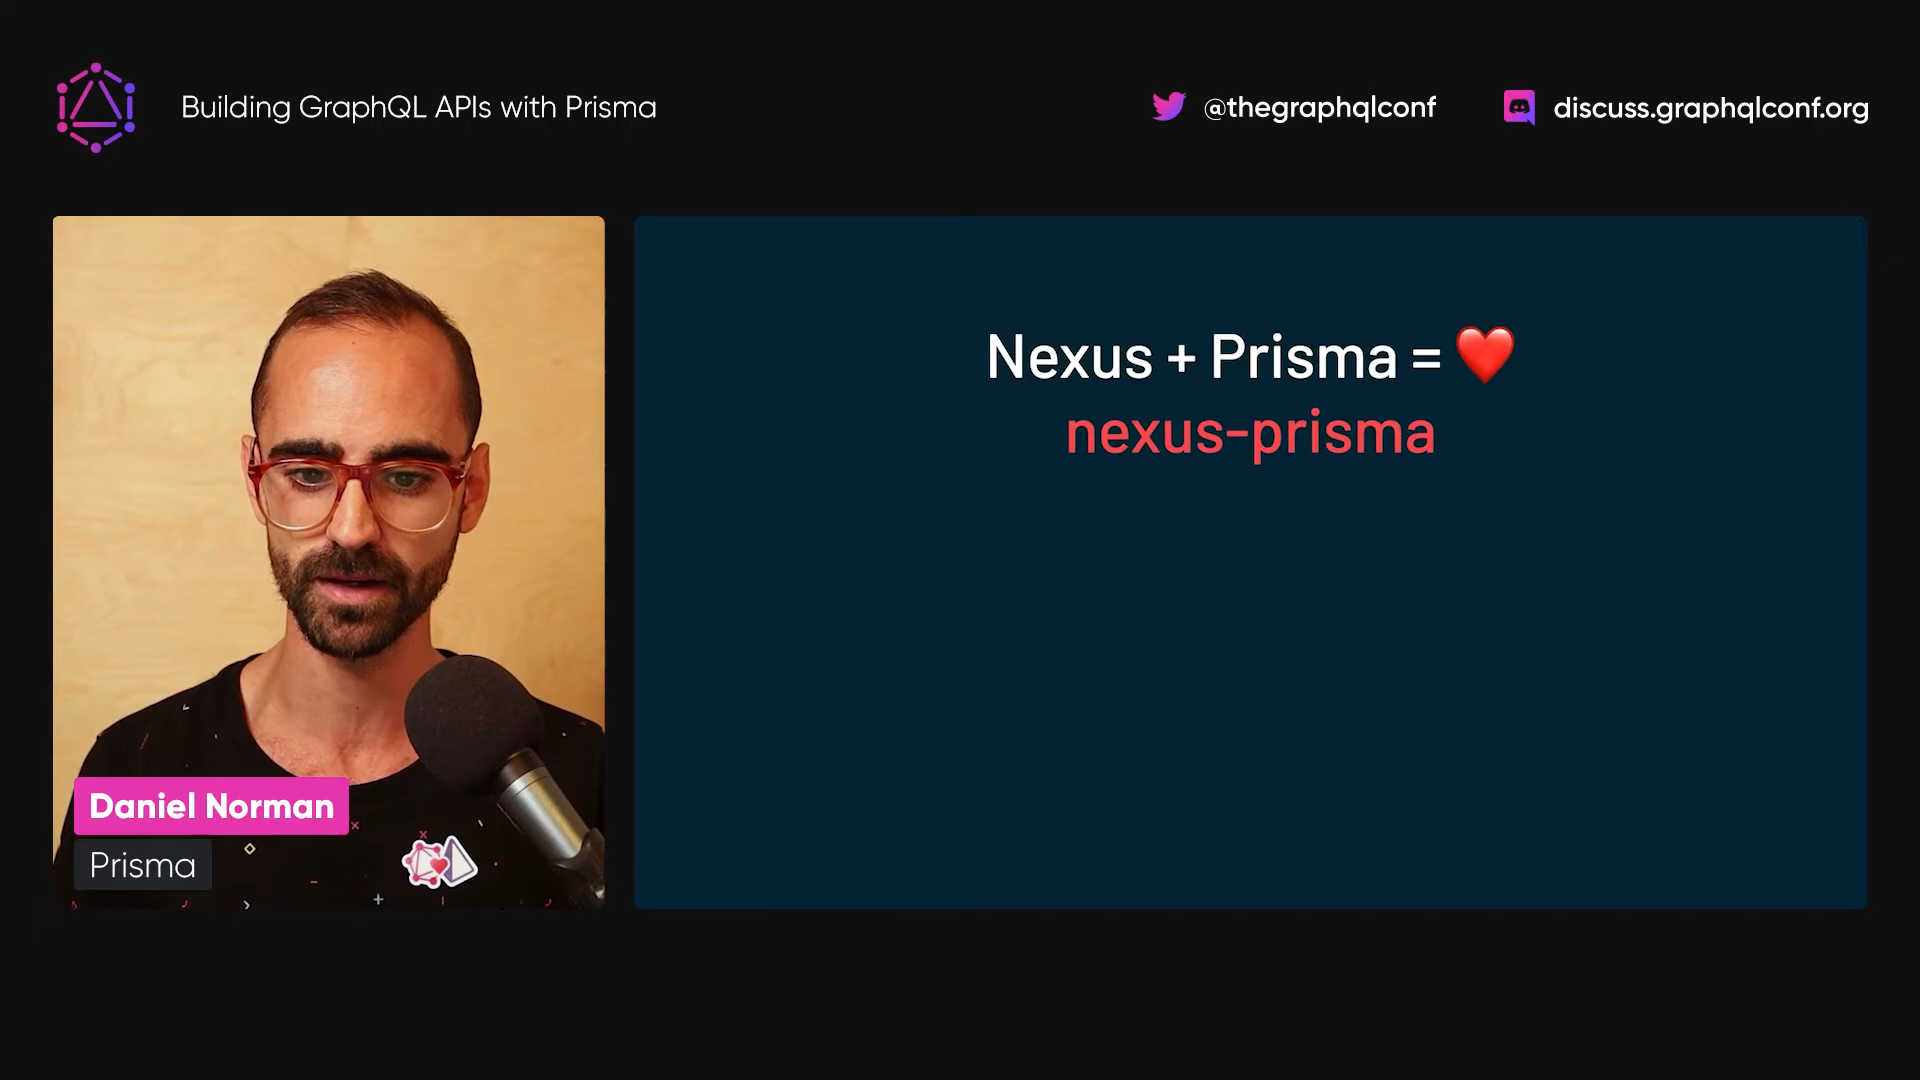 Building GraphQL APIs with Prisma
@thegraphqlconf
discuss.graphqlconf.org
Nexus + Prisma = ❤️
nexus-prisma
Daniel Norman
Prisma